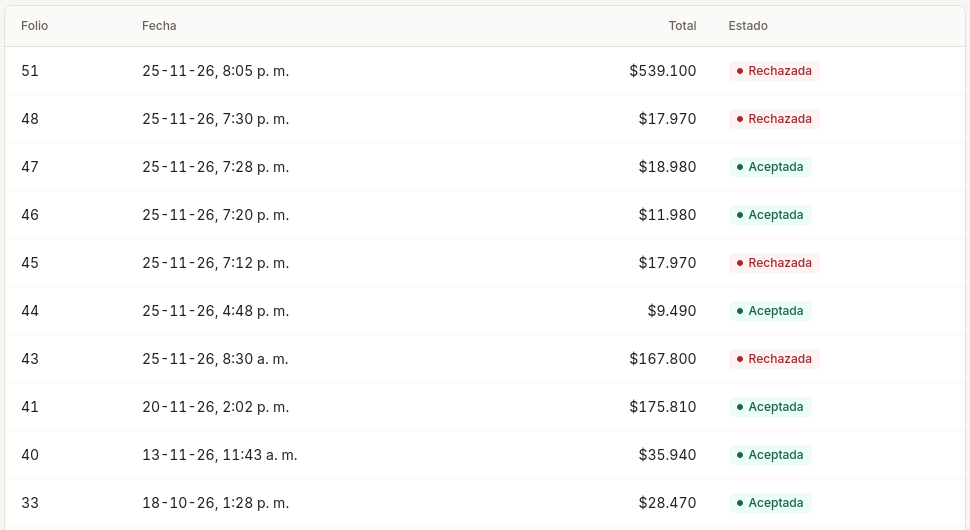 Folio Fecha Total Estado
51 25-11-26, 8:05 p. m. $539.100 Rechazada
48 25-11-26, 7:30 p. m. $17.970 Rechazada
47 25-11-26, 7:28 p. m. $18.980 Aceptada
46 25-11-26, 7:20 p. m. $11.980 Aceptada
45 25-11-26, 7:12 p. m. $17.970 Rechazada
44 25-11-26, 4:48 p. m. $9.490 Aceptada
43 25-11-26, 8:30 a. m. $167.800 Rechazada
41 20-11-26, 2:02 p. m. $175.810 Aceptada
40 13-11-26, 11:43 a. m. $35.940 Aceptada
33 18-10-26, 1:28 p. m. $28.470 Aceptada